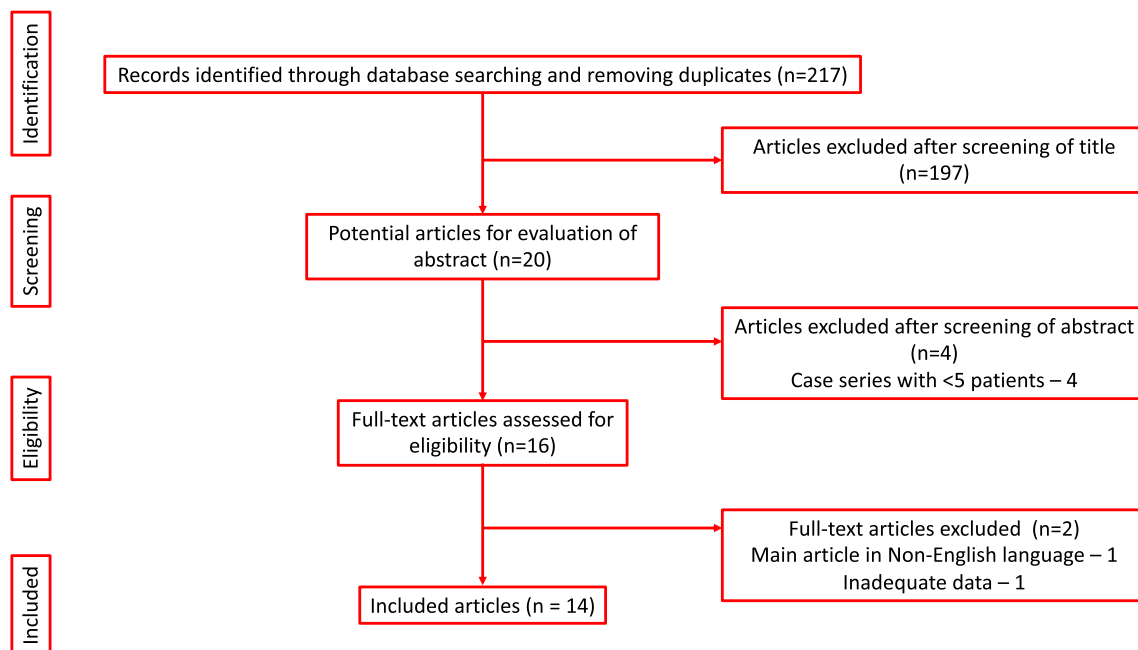 Identification
Records identified through database searching and removing duplicates (n=217)
Articles excluded after screening of title
(n=197)
Screening
Potential articles for evaluation of
abstract (n=20)
Articles excluded after screening of abstract
(n=4)
Case series with <5 patients – 4
Eligibility
Full-text articles assessed for
eligibility (n=16)
Full-text articles excluded (n=2)
Main article in Non-English language – 1
Inadequate data – 1
Included
Included articles (n = 14)